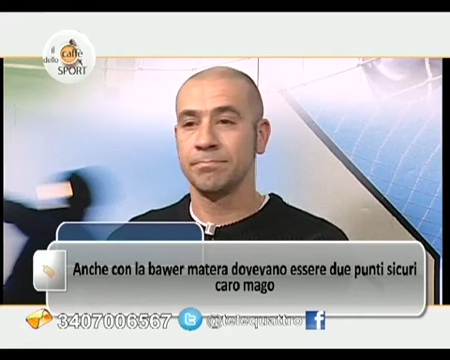 il
caffè
dello
SPORT
Anche con la bawer matera dovevano essere due punti sicuri
caro mago
3407006567 @telequattro